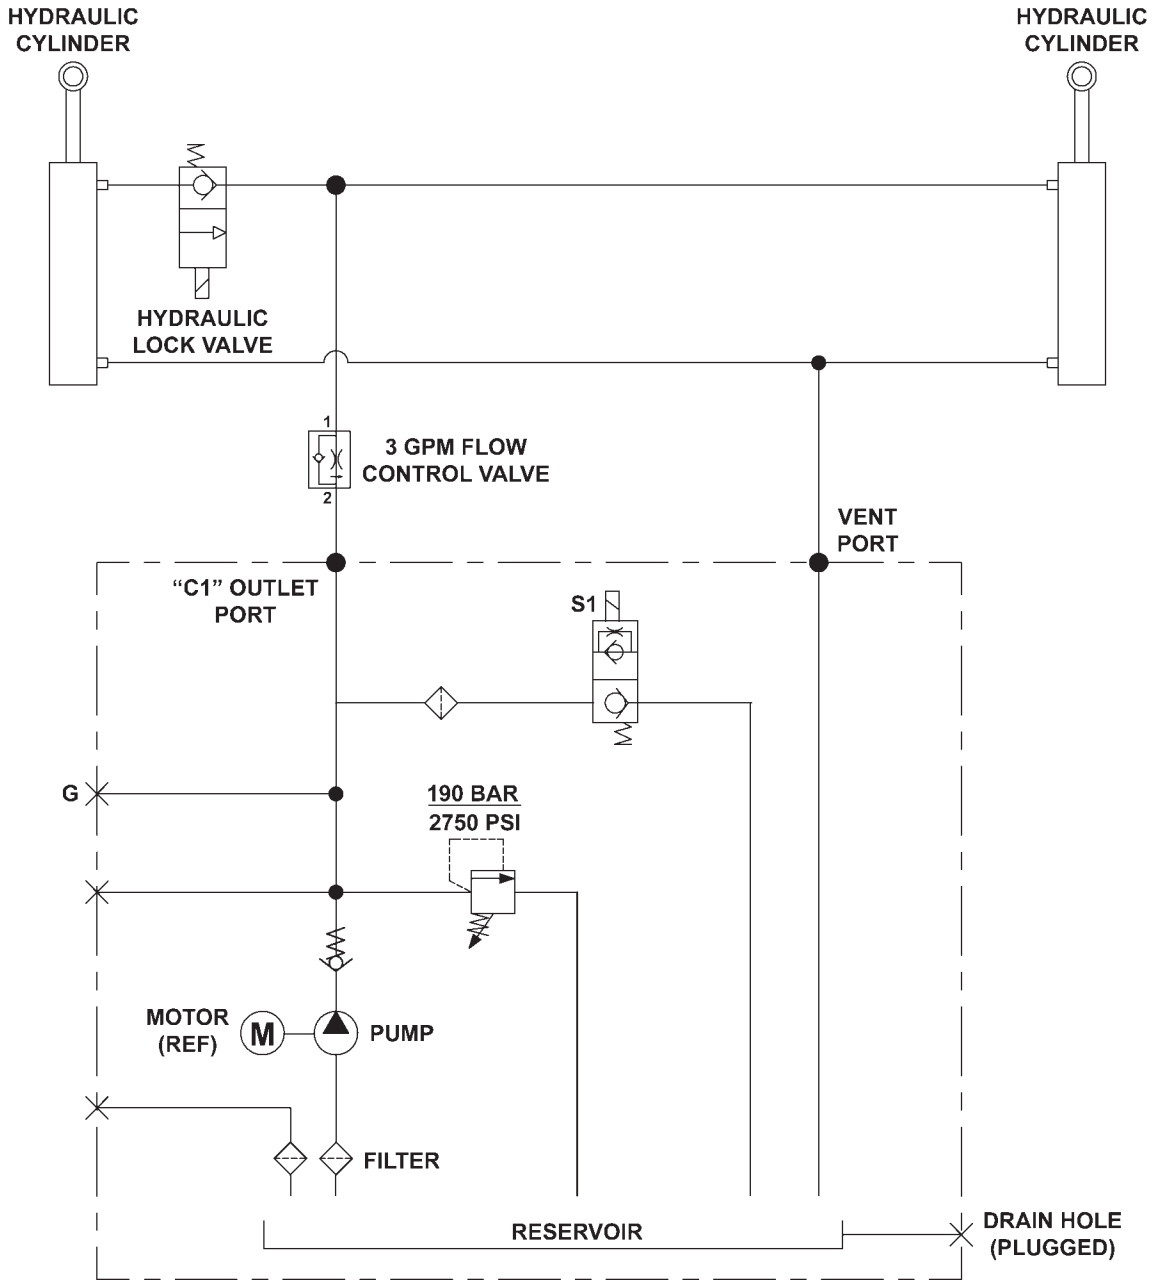 HYDRAULIC
CYLINDER
HYDRAULIC
CYLINDER
HYDRAULIC
LOCK VALVE
1
3 GPM FLOW
CONTROL VALVE
2
VENT
PORT
“C1” OUTLET
PORT
S1
G
190 BAR
2750 PSI
MOTOR
(REF)
M
PUMP
FILTER
RESERVOIR
DRAIN HOLE
(PLUGGED)